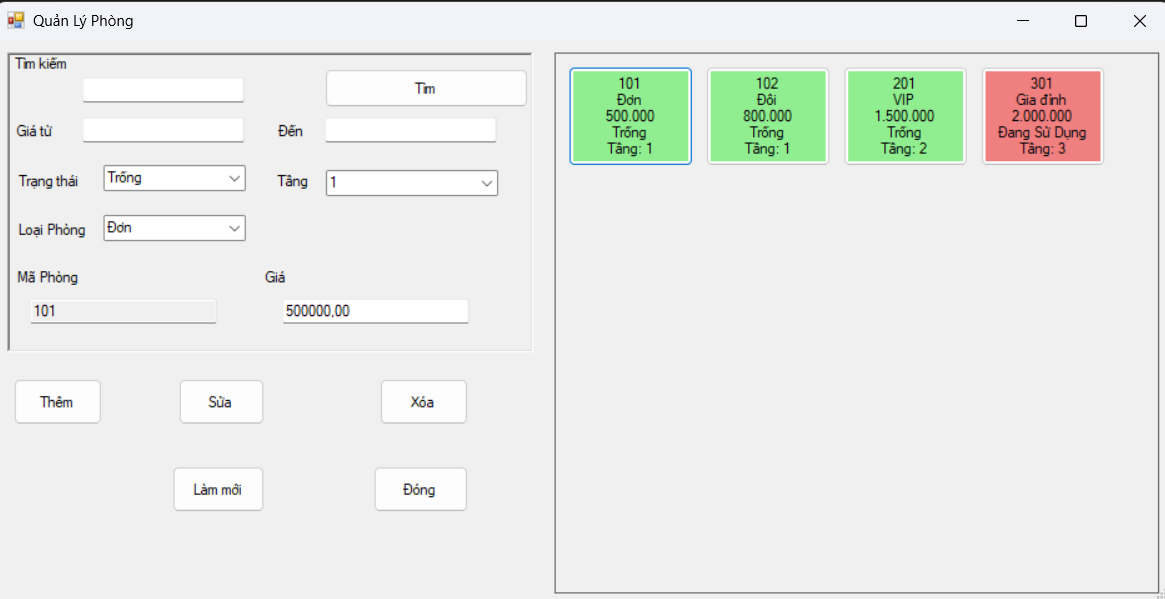 Quản Lý Phòng
Tìm kiếm
Tìm
Giá từ
Đến
Trạng thái
Trống
Tầng
1
Loại Phòng
Đơn
Mã Phòng
Giá
101
500000,00
Thêm
Sửa
Xóa
Làm mới
Đóng
101
Đơn
500.000
Trống
Tầng: 1
102
Đôi
800.000
Trống
Tầng: 1
201
VIP
1.500.000
Trống
Tầng: 2
301
Gia đình
2.000.000
Đang Sử Dụng
Tầng: 3